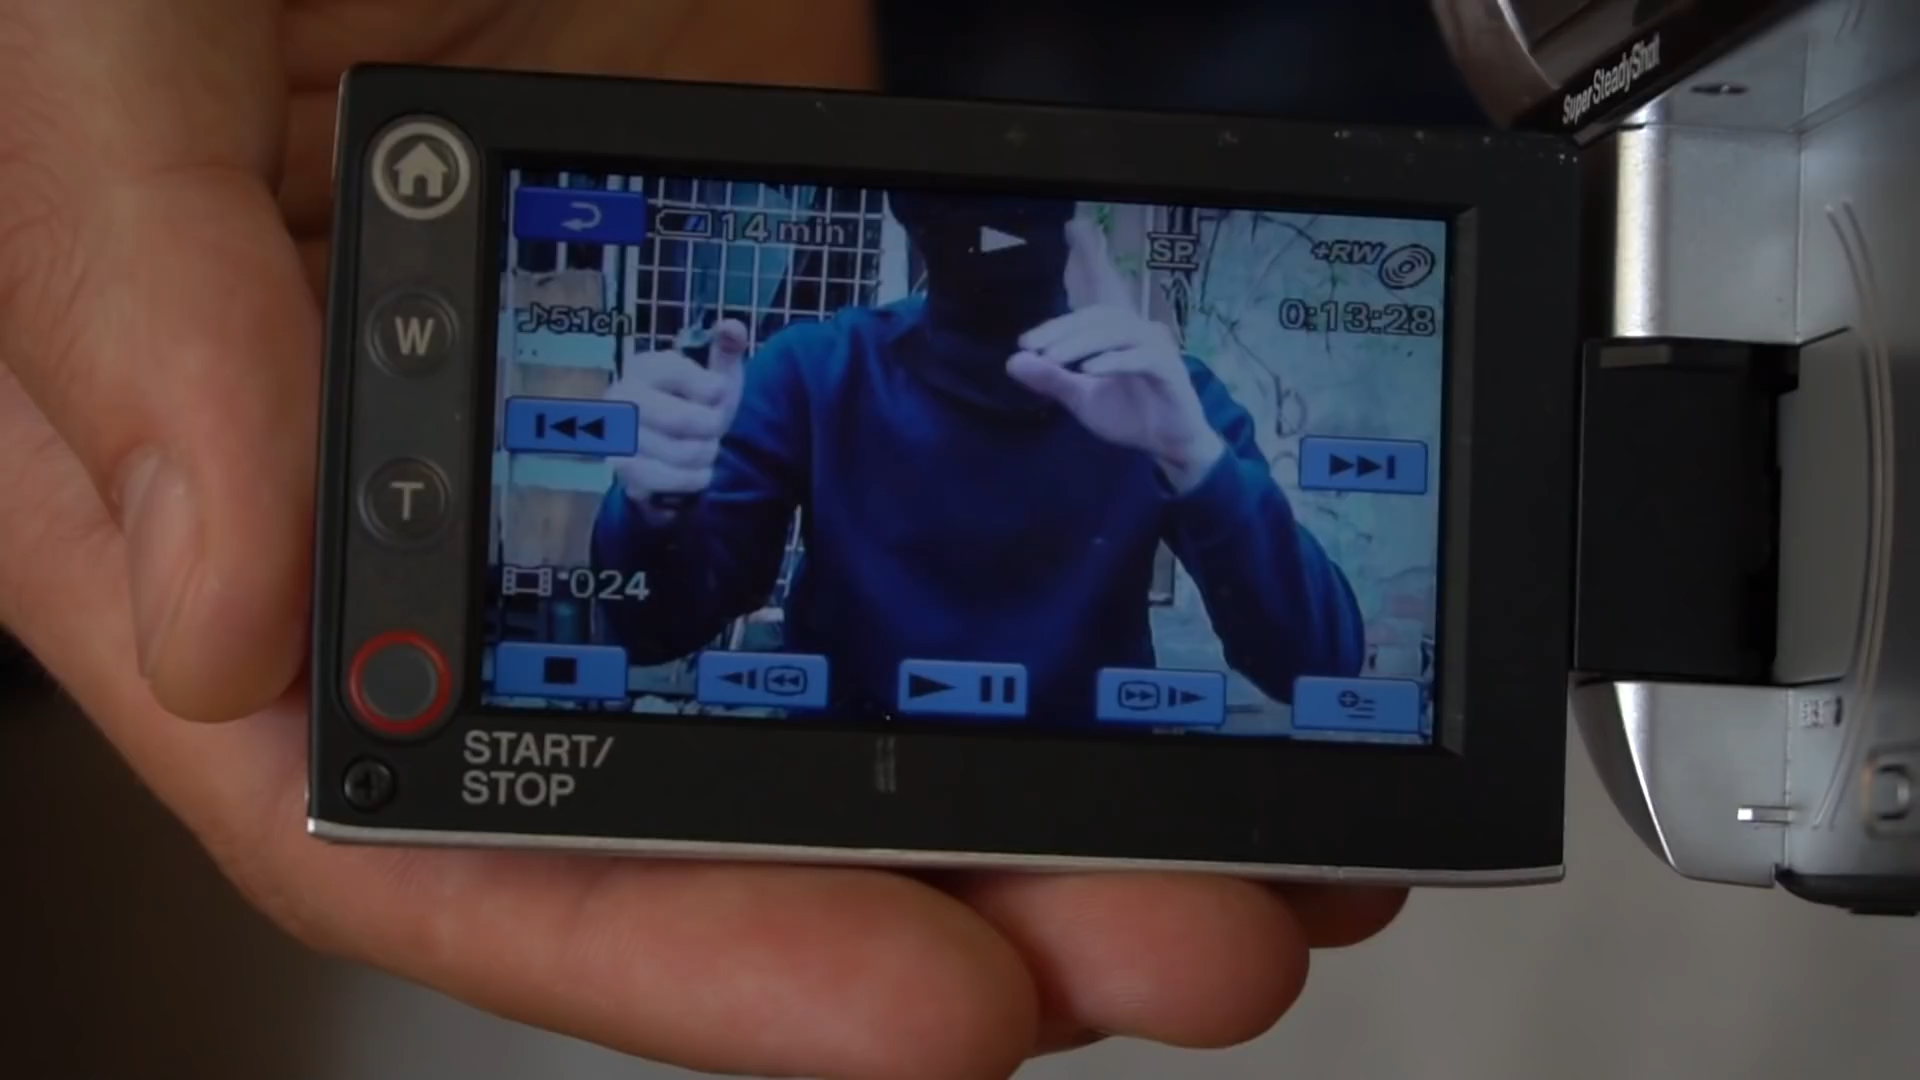 Super SteadyShot
14 min
SP
+RW
♪5.1ch
0:13:28
W
T
024
START/
STOP